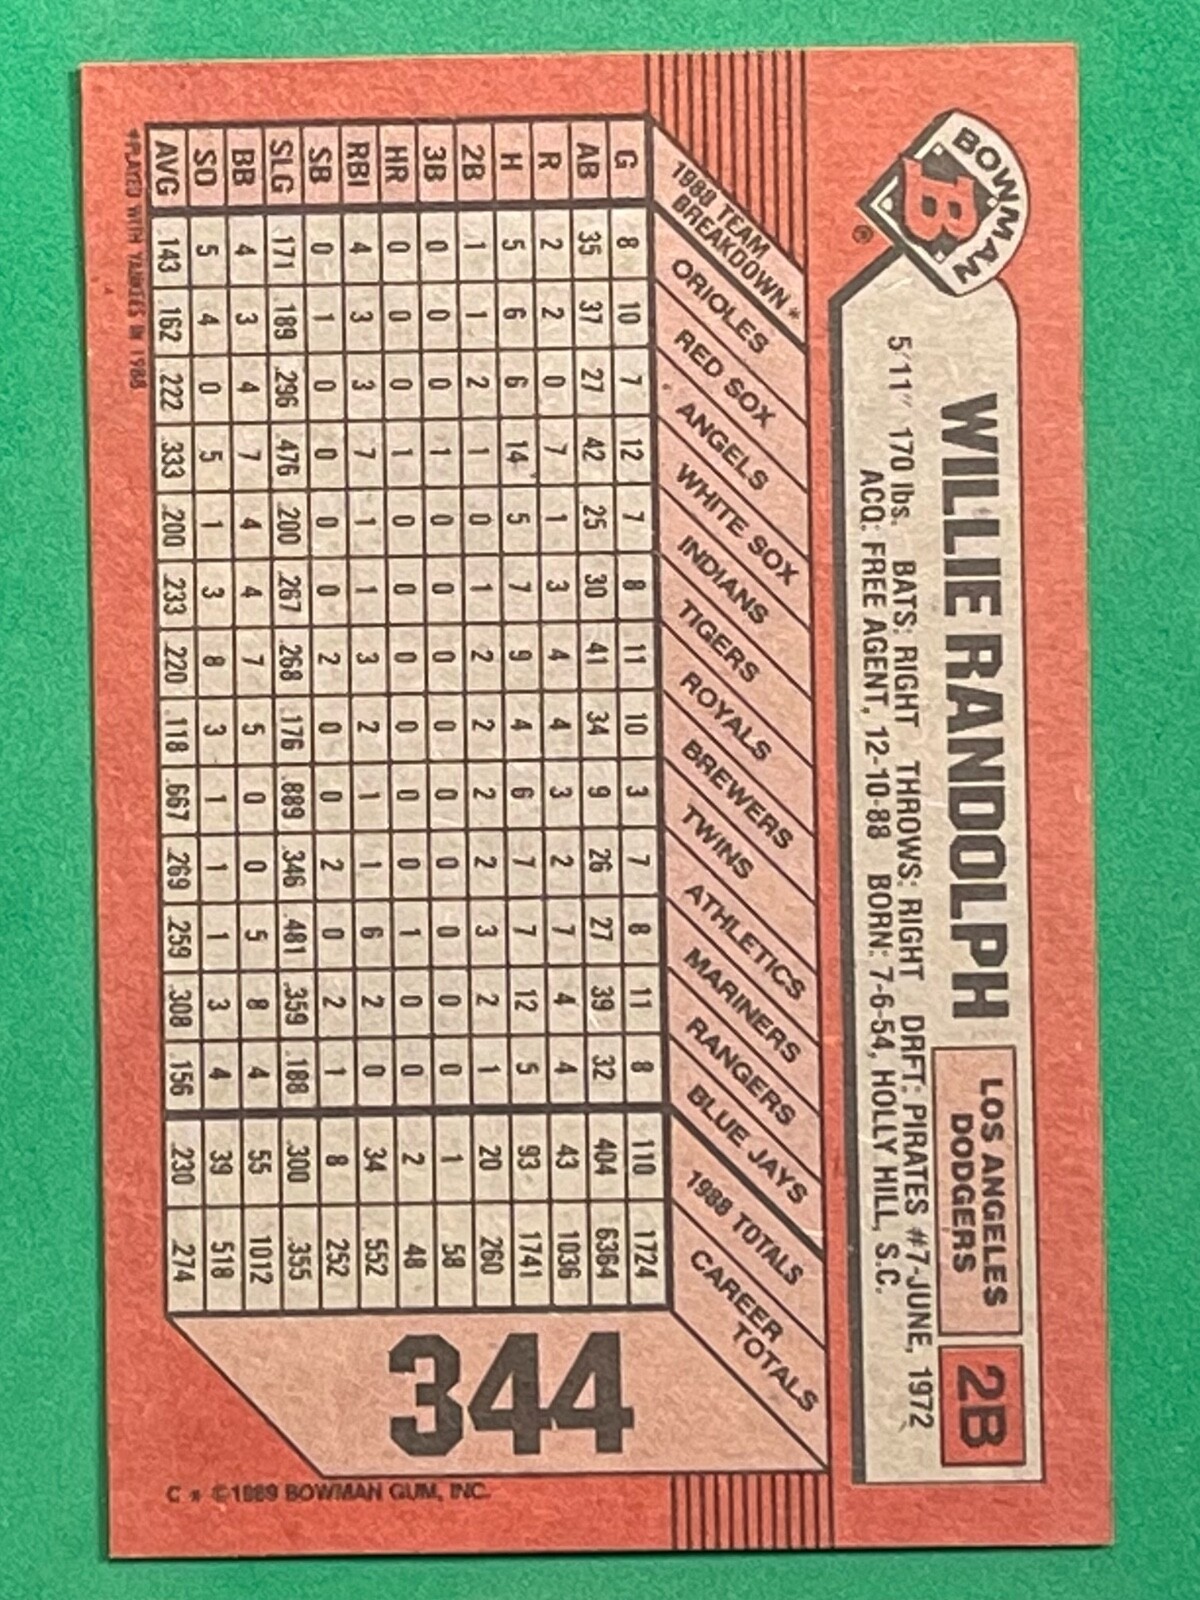 BOWMAN
B
®
WILLIE RANDOLPH
LOS ANGELES
DODGERS
2B
5'11" 170 lbs. BATS: RIGHT THROWS: RIGHT DRFT: PIRATES #7-JUNE, 1972
ACQ: FREE AGENT, 12-10-88 BORN: 7-6-54, HOLLY HILL, S.C.
1988 TEAM
BREAKDOWN*
ORIOLES
RED SOX
ANGELS
WHITE SOX
INDIANS
TIGERS
ROYALS
BREWERS
TWINS
ATHLETICS
MARINERS
RANGERS
BLUE JAYS
1988 TOTALS
CAREER
TOTALS
G 8 10 7 12 7 8 11 10 3 7 8 11 8 110 1724
AB 35 37 27 42 25 30 41 34 9 26 27 39 32 404 6364
R 2 2 0 7 1 3 4 4 3 2 7 4 4 43 1036
H 5 6 6 14 5 7 9 4 6 7 7 12 5 93 1741
2B 1 1 2 1 0 1 2 2 2 2 3 2 1 20 260
3B 0 0 0 1 0 0 0 0 0 0 0 0 0 1 58
HR 0 0 0 1 0 0 0 0 0 0 1 0 0 2 48
RBI 4 3 3 7 1 1 3 2 1 1 6 2 0 34 552
SB 0 1 0 0 0 0 2 0 0 2 0 2 1 8 252
SLG .171 .189 .296 .476 .200 .267 .268 .176 .889 .346 .481 .359 .188 .300 .355
BB 4 3 4 7 4 4 7 5 0 0 5 8 4 55 1012
SO 5 4 0 5 1 3 8 3 1 1 1 3 4 39 518
AVG .143 .162 .222 .333 .200 .233 .220 .118 .667 .269 .259 .308 .156 .230 .274
344
*PLAYED WITH YANKEES IN 1988
C * ©1989 BOWMAN GUM, INC.